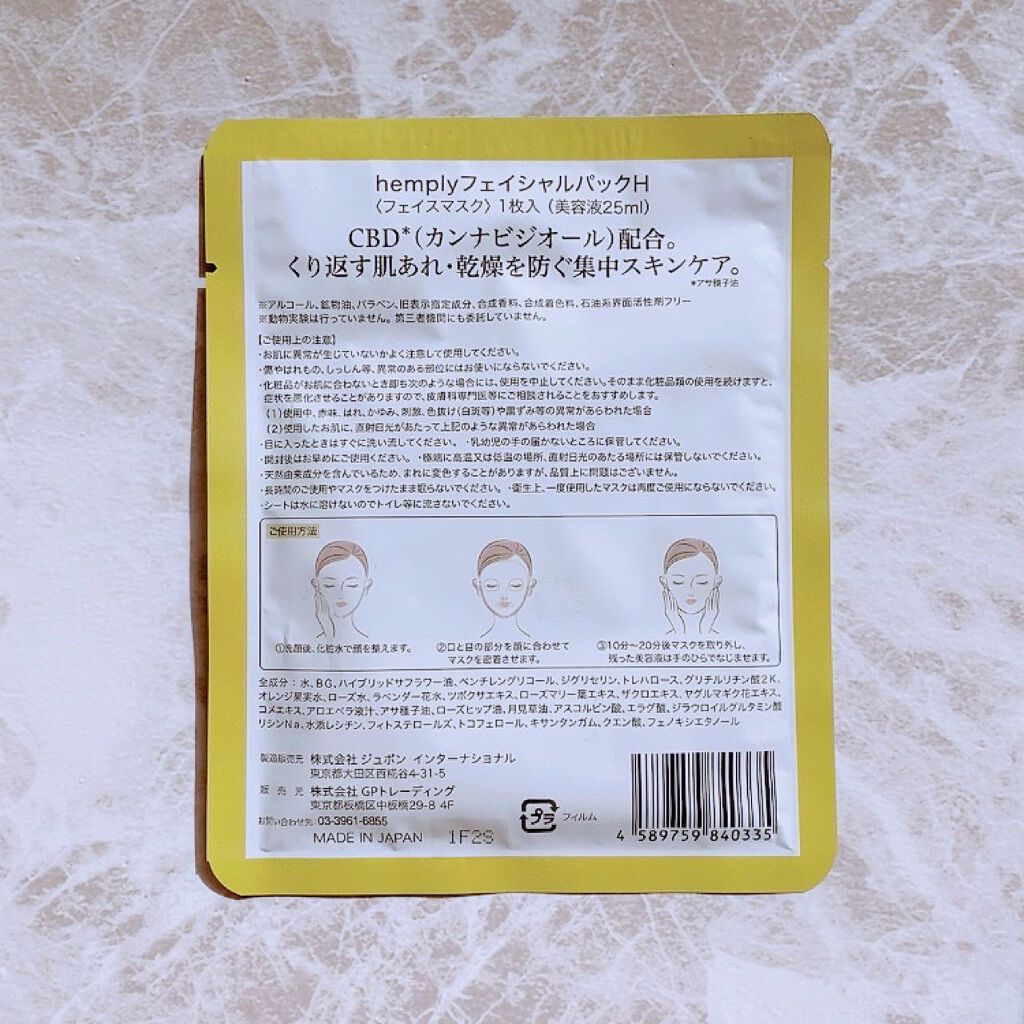 hemplyフェイシャルパックH
〈フェイスマスク〉1枚入（美容液25ml）
CBD*（カンナビジオール）配合。
くり返す肌あれ・乾燥を防ぐ集中スキンケア。
*アサ種子油
※アルコール、鉱物油、パラベン、旧表示指定成分、合成香料、合成着色料、石油系界面活性剤フリー
※動物実験は行っていません。第三者機関にも委託していません。
【ご使用上の注意】
・お肌に異常が生じていないかよく注意して使用してください。
・傷やはれもの、しっしん等、異常のある部位にはお使いにならないでください。
・化粧品がお肌に合わないとき即ち次のような場合には、使用を中止してください。そのまま化粧品類の使用を続けますと、
症状を悪化させることがありますので、皮膚科専門医等にご相談されることをおすすめします。
（1）使用中、赤味、はれ、かゆみ、刺激、色抜け（白斑等）や黒ずみ等の異常があらわれた場合
（2）使用したお肌に、直射日光があたって上記のような異常があらわれた場合
・目に入ったときはすぐに洗い流してください。・乳幼児の手の届かないところに保管してください。
・開封後はお早めにご使用ください。・極端に高温又は低温の場所、直射日光のあたる場所には保管しないでください。
・天然由来成分を含んでいるため、まれに変色することがありますが、品質上に問題はございません。
・長時間のご使用やマスクをつけたまま眠らないでください。・衛生上、一度使用したマスクは再度ご使用にならないでください。
・シートは水に溶けないのでトイレ等に流さないでください。
ご使用方法
①洗顔後、化粧水で顔を整えます。
②口と目の部分を顔に合わせて
マスクを密着させます。
③10分〜20分後マスクを取り外し、
残った美容液は手のひらでなじませます。
全成分：水、BG、ハイブリッドサフラワー油、ペンチレングリコール、ジグリセリン、トレハロース、グリチルリチン酸2K、
オレンジ果実水、ローズ水、ラベンダー花水、ツボクサエキス、ローズマリー葉エキス、ザクロエキス、ヤグルマギク花エキス、
コメエキス、アロエベラ液汁、アサ種子油、ローズヒップ油、月見草油、アスコルビン酸、エラグ酸、ジラウロイルグルタミン酸
リシンNa、水添レシチン、フィトステロールズ、トコフェロール、キサンタンガム、クエン酸、フェノキシエタノール
製造販売元 株式会社 ジュポン インターナショナル
東京都大田区西糀谷4-31-5
販売元 株式会社 GPトレーディング
東京都板橋区中板橋29-8 4F
お問い合わせ先：03-3961-6855
MADE IN JAPAN 1F2S
プラ フィルム
4 589759 840335